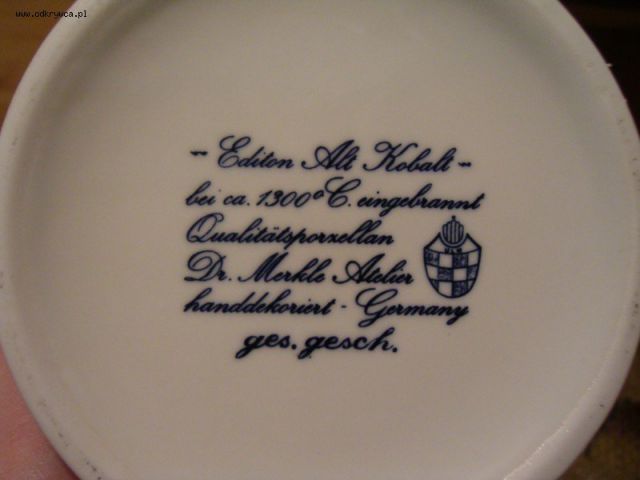 www.odkrywca.pl
- Editon Alt Kobalt -
bei ca. 1300°C. eingebrannt
Qualitätsporzellan
Dr. Merkle Atelier
handdekoriert - Germany
ges. gesch.